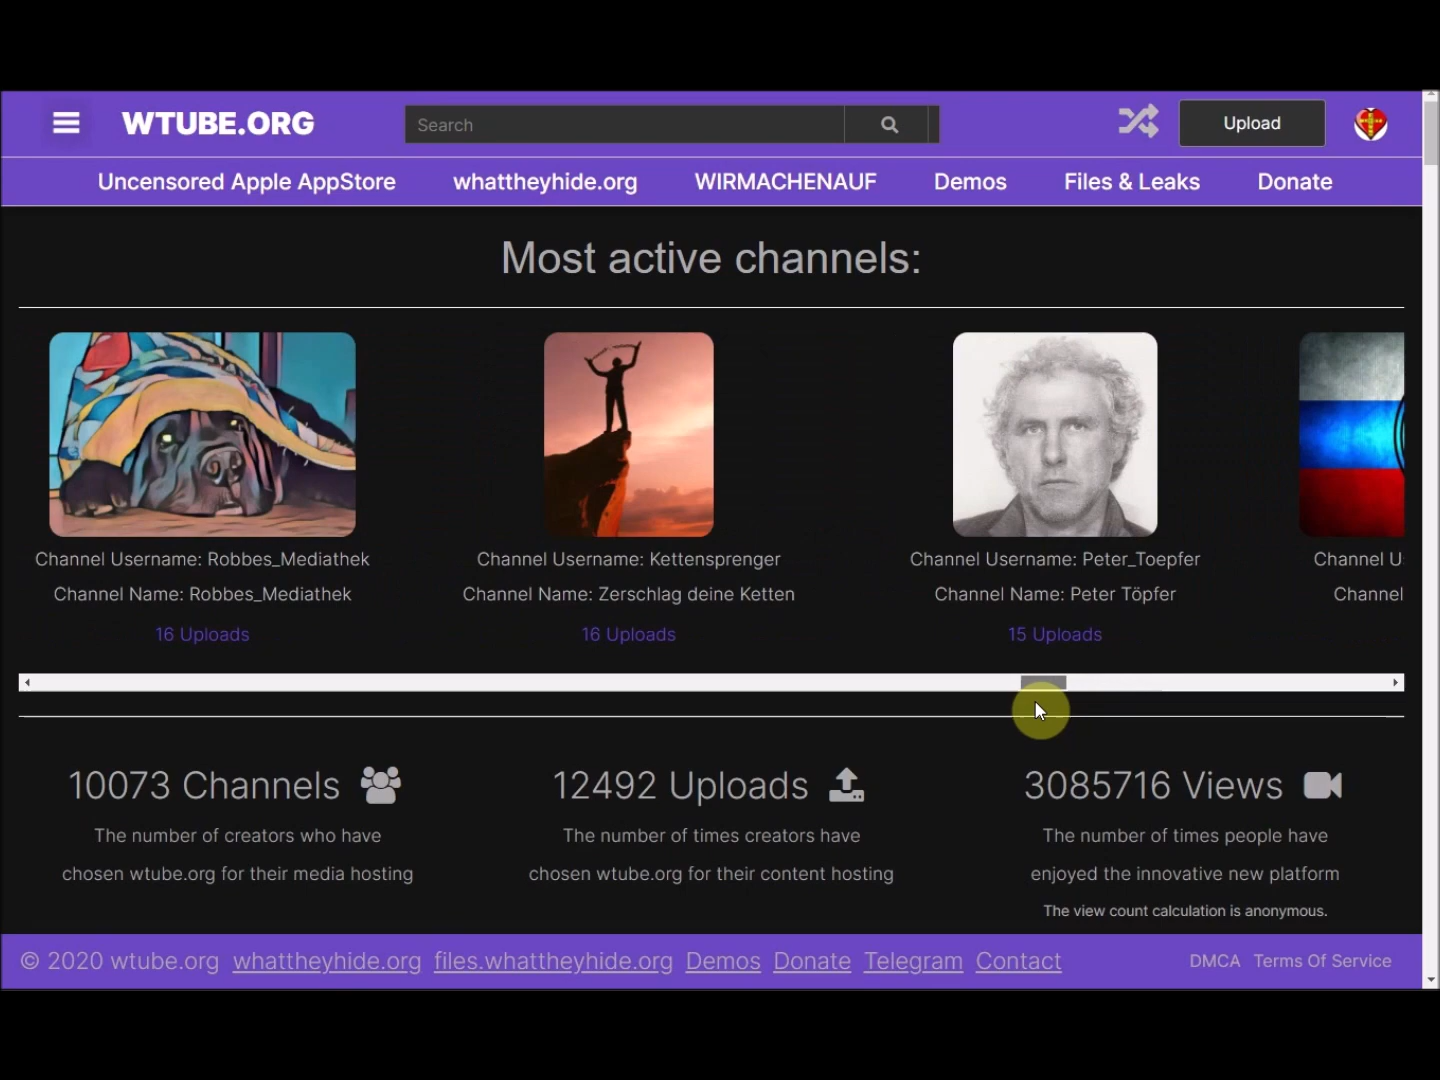 WTUBE.ORG
Search
Upload
Uncensored Apple AppStore
whattheyhide.org
WIRMACHENAUF
Demos
Files & Leaks
Donate
Most active channels:
Channel Username: Robbes_Mediathek
Channel Name: Robbes_Mediathek
16 Uploads
Channel Username: Kettensprenger
Channel Name: Zerschlag deine Ketten
16 Uploads
Channel Username: Peter_Toepfer
Channel Name: Peter Töpfer
15 Uploads
Channel U
Channel
10073 Channels
The number of creators who have
chosen wtube.org for their media hosting
12492 Uploads
The number of times creators have
chosen wtube.org for their content hosting
3085716 Views
The number of times people have
enjoyed the innovative new platform
The view count calculation is anonymous.
© 2020 wtube.org whattheyhide.org files.whattheyhide.org Demos Donate Telegram Contact
DMCA Terms Of Service